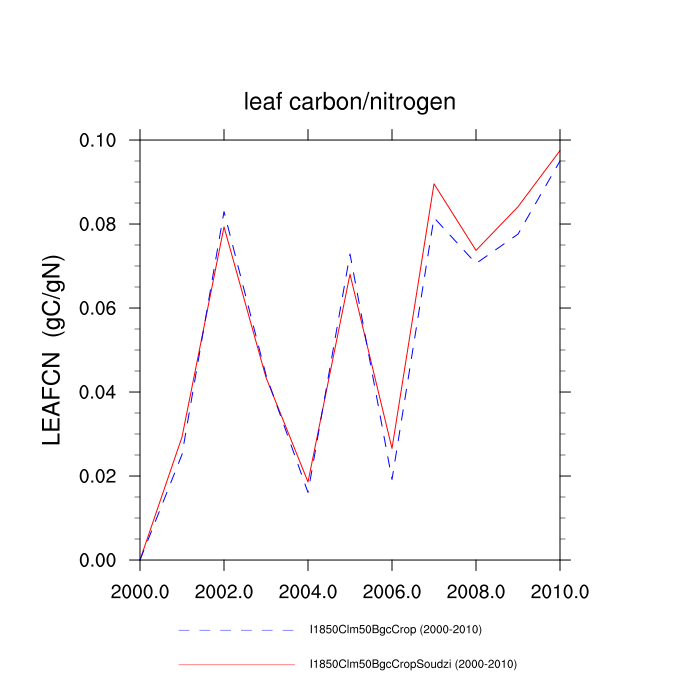 leaf carbon/nitrogen
LEAFCN (gC/gN)
0.10
0.08
0.06
0.04
0.02
0.00
2000.0 2002.0 2004.0 2006.0 2008.0 2010.0
I1850Clm50BgcCrop (2000-2010)
I1850Clm50BgcCropSoudzi (2000-2010)